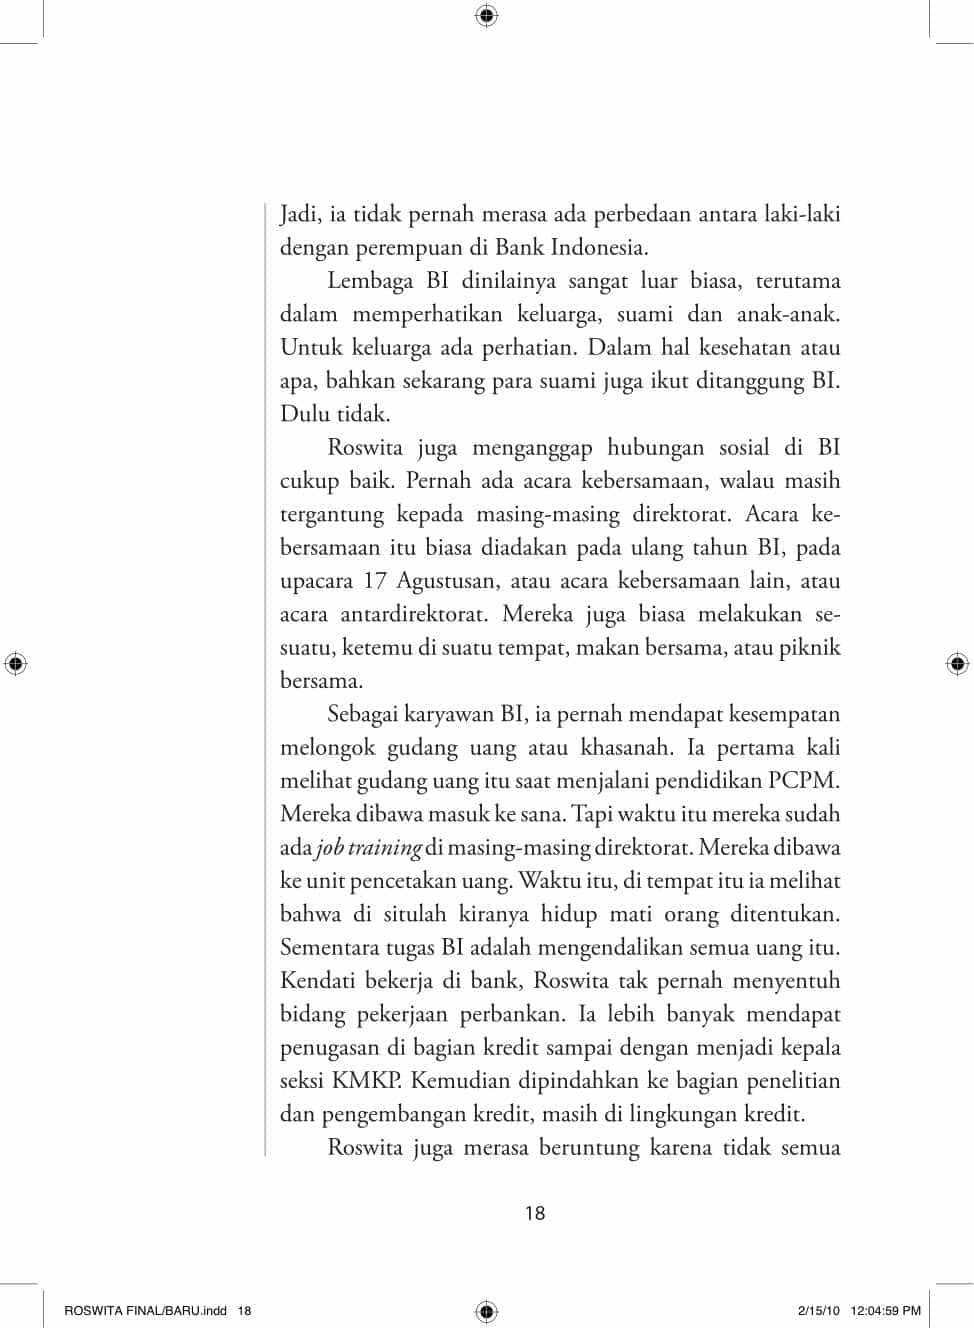 Jadi, ia tidak pernah merasa ada perbedaan antara laki-laki
dengan perempuan di Bank Indonesia.
Lembaga BI dinilainya sangat luar biasa, terutama
dalam memperhatikan keluarga, suami dan anak-anak.
Untuk keluarga ada perhatian. Dalam hal kesehatan atau
apa, bahkan sekarang para suami juga ikut ditanggung BI.
Dulu tidak.
Roswita juga menganggap hubungan sosial di BI
cukup baik. Pernah ada acara kebersamaan, walau masih
tergantung kepada masing-masing direktorat. Acara ke-
bersamaan itu biasa diadakan pada ulang tahun BI, pada
upacara 17 Agustusan, atau acara kebersamaan lain, atau
acara antardirektorat. Mereka juga biasa melakukan se-
suatu, ketemu di suatu tempat, makan bersama, atau piknik
bersama.
Sebagai karyawan BI, ia pernah mendapat kesempatan
melongok gudang uang atau khasanah. Ia pertama kali
melihat gudang uang itu saat menjalani pendidikan PCPM.
Mereka dibawa masuk ke sana. Tapi waktu itu mereka sudah
ada job training di masing-masing direktorat. Mereka dibawa
ke unit pencetakan uang. Waktu itu, di tempat itu ia melihat
bahwa di situlah kiranya hidup mati orang ditentukan.
Sementara tugas BI adalah mengendalikan semua uang itu.
Kendati bekerja di bank, Roswita tak pernah menyentuh
bidang pekerjaan perbankan. Ia lebih banyak mendapat
penugasan di bagian kredit sampai dengan menjadi kepala
seksi KMKP. Kemudian dipindahkan ke bagian penelitian
dan pengembangan kredit, masih di lingkungan kredit.
Roswita juga merasa beruntung karena tidak semua
18
ROSWITA FINAL/BARU.indd 18
2/15/10 12:04:59 PM